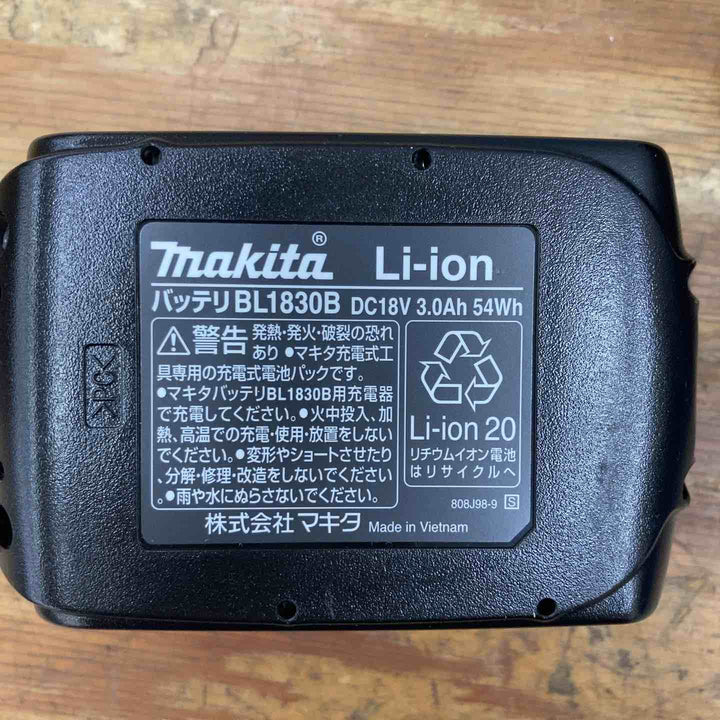 makita® Li-ion
バッテリBL1830B DC18V 3.0Ah 54Wh
⚠警告 発熱・発火・破裂の恐れ
あり ●マキタ充電式工
具専用の充電式電池パックです。
●マキタバッテリBL1830B用充電器
で充電してください。●火中投入、加
熱、高温での充電・使用・放置をしない
でください。●変形やショートさせたり
、分解・修理・改造をしないでください
。●雨や水にぬらさないでください。
Li-ion 20
リチウムイオン電池
はリサイクルへ
808J98-9 S
株式会社マキタ Made in Vietnam
>PC<